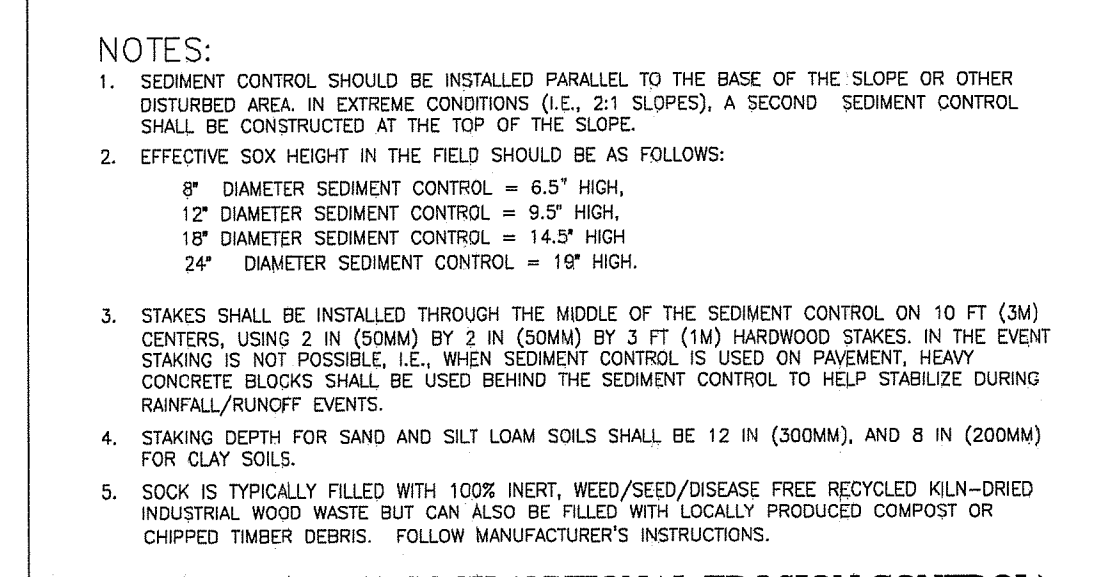 NOTES:
1. SEDIMENT CONTROL SHOULD BE INSTALLED PARALLEL TO THE BASE OF THE SLOPE OR OTHER
DISTURBED AREA. IN EXTREME CONDITIONS (I.E., 2:1 SLOPES), A SECOND SEDIMENT CONTROL
SHALL BE CONSTRUCTED AT THE TOP OF THE SLOPE.
2. EFFECTIVE SOX HEIGHT IN THE FIELD SHOULD BE AS FOLLOWS:
8" DIAMETER SEDIMENT CONTROL = 6.5" HIGH,
12" DIAMETER SEDIMENT CONTROL = 9.5" HIGH,
18" DIAMETER SEDIMENT CONTROL = 14.5" HIGH
24" DIAMETER SEDIMENT CONTROL = 19" HIGH.
3. STAKES SHALL BE INSTALLED THROUGH THE MIDDLE OF THE SEDIMENT CONTROL ON 10 FT (3M)
CENTERS, USING 2 IN (50MM) BY 2 IN (50MM) BY 3 FT (1M) HARDWOOD STAKES. IN THE EVENT
STAKING IS NOT POSSIBLE, I.E., WHEN SEDIMENT CONTROL IS USED ON PAVEMENT, HEAVY
CONCRETE BLOCKS SHALL BE USED BEHIND THE SEDIMENT CONTROL TO HELP STABILIZE DURING
RAINFALL/RUNOFF EVENTS.
4. STAKING DEPTH FOR SAND AND SILT LOAM SOILS SHALL BE 12 IN (300MM), AND 8 IN (200MM)
FOR CLAY SOILS.
5. SOCK IS TYPICALLY FILLED WITH 100% INERT, WEED/SEED/DISEASE FREE RECYCLED KILN-DRIED
INDUSTRIAL WOOD WASTE BUT CAN ALSO BE FILLED WITH LOCALLY PRODUCED COMPOST OR
CHIPPED TIMBER DEBRIS. FOLLOW MANUFACTURER'S INSTRUCTIONS.
EROSION CONTROL